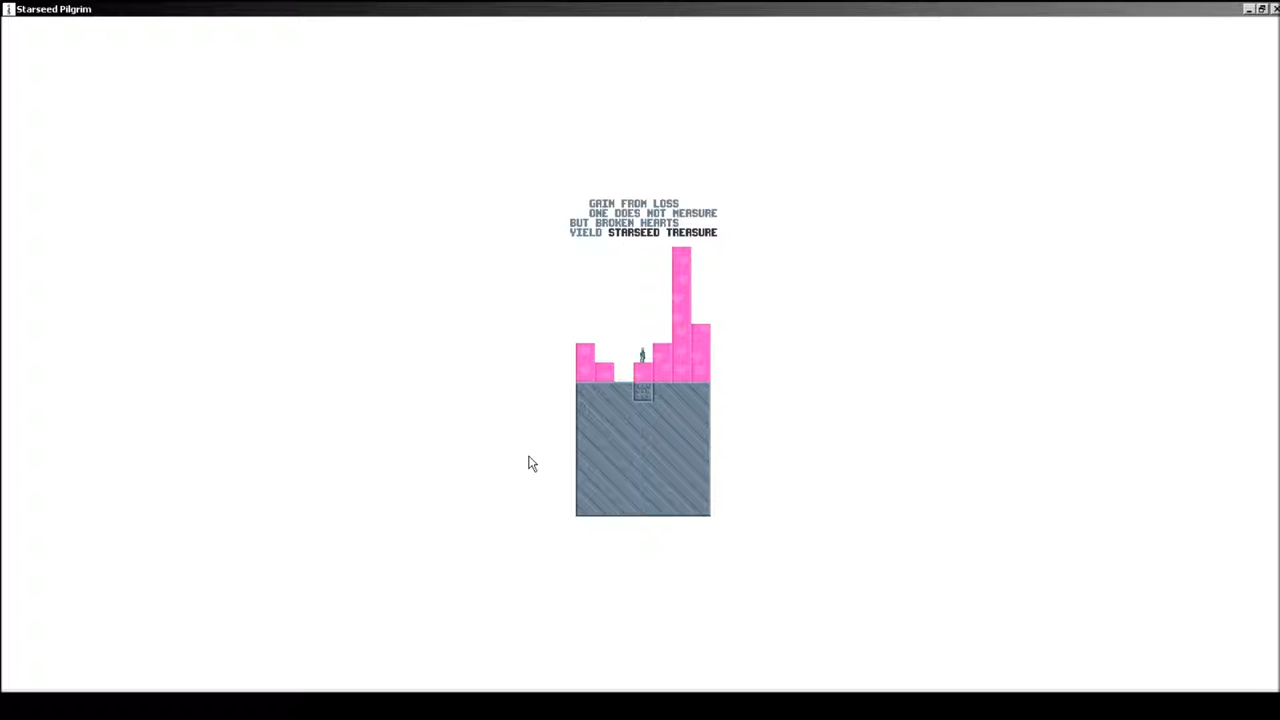 Starseed Pilgrim
GAIN FROM LOSS
ONE DOES NOT MEASURE
BUT BROKEN HEARTS
YIELD STARSEED TREASURE